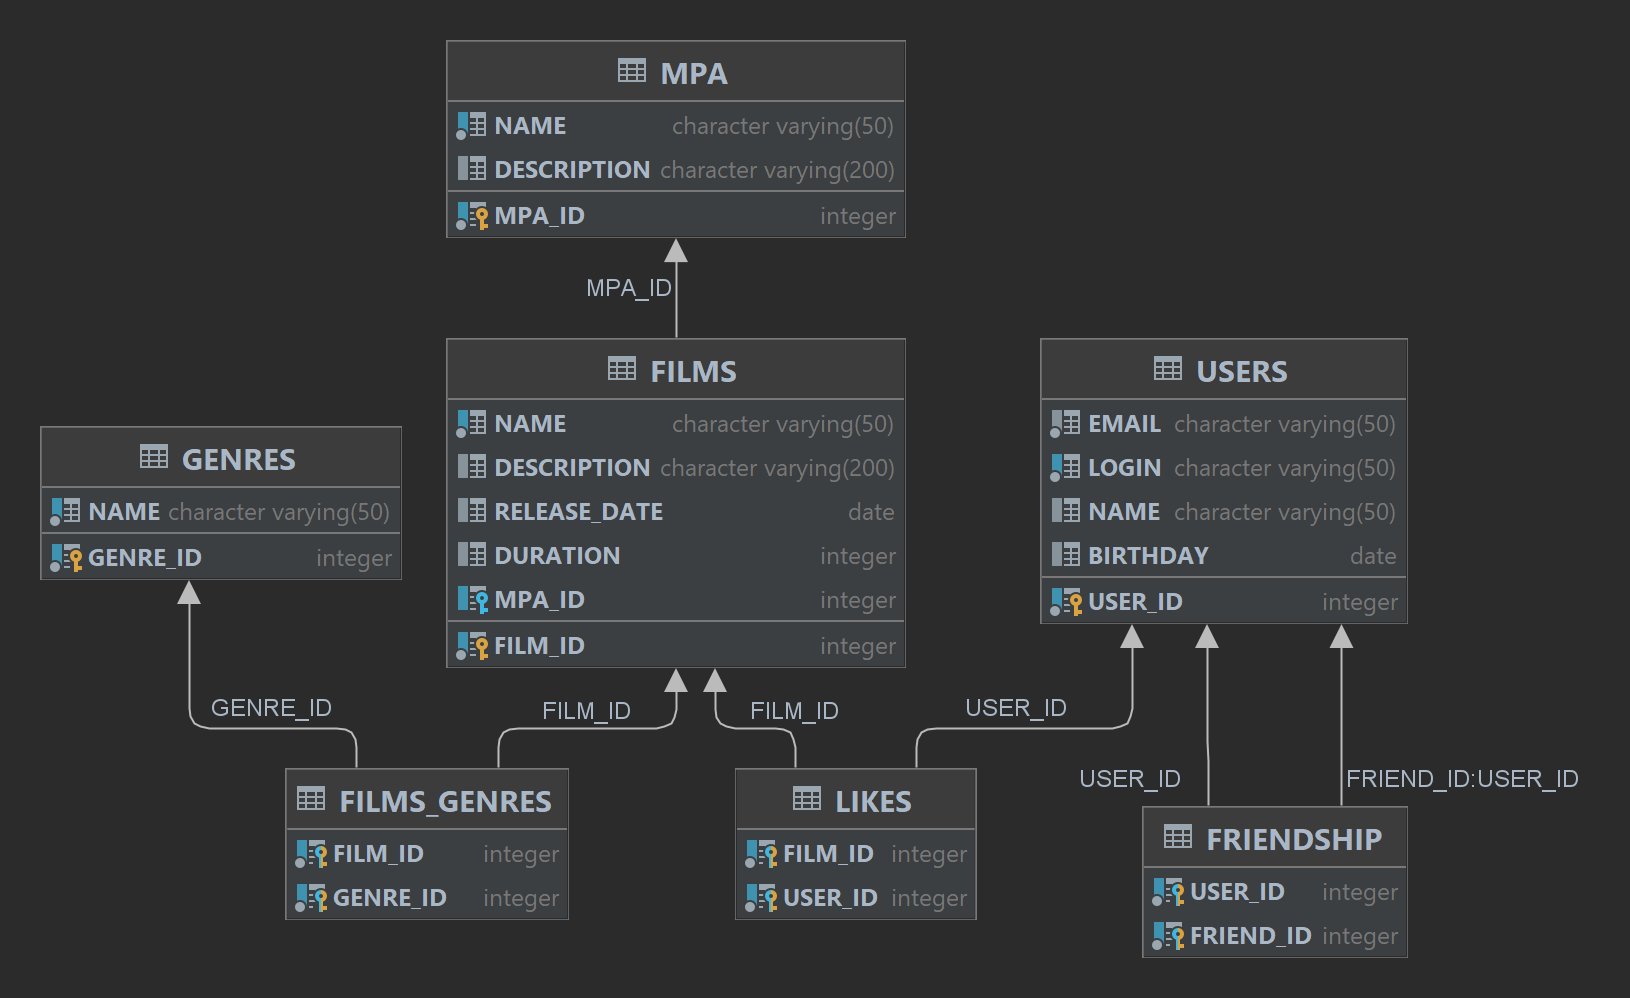 MPA
NAME character varying(50)
DESCRIPTION character varying(200)
MPA_ID integer
MPA_ID
FILMS
NAME character varying(50)
DESCRIPTION character varying(200)
RELEASE_DATE date
DURATION integer
MPA_ID integer
FILM_ID integer
USERS
EMAIL character varying(50)
LOGIN character varying(50)
NAME character varying(50)
BIRTHDAY date
USER_ID integer
GENRES
NAME character varying(50)
GENRE_ID integer
GENRE_ID
FILM_ID
FILM_ID
USER_ID
USER_ID
FRIEND_ID:USER_ID
FILMS_GENRES
FILM_ID integer
GENRE_ID integer
LIKES
FILM_ID integer
USER_ID integer
FRIENDSHIP
USER_ID integer
FRIEND_ID integer